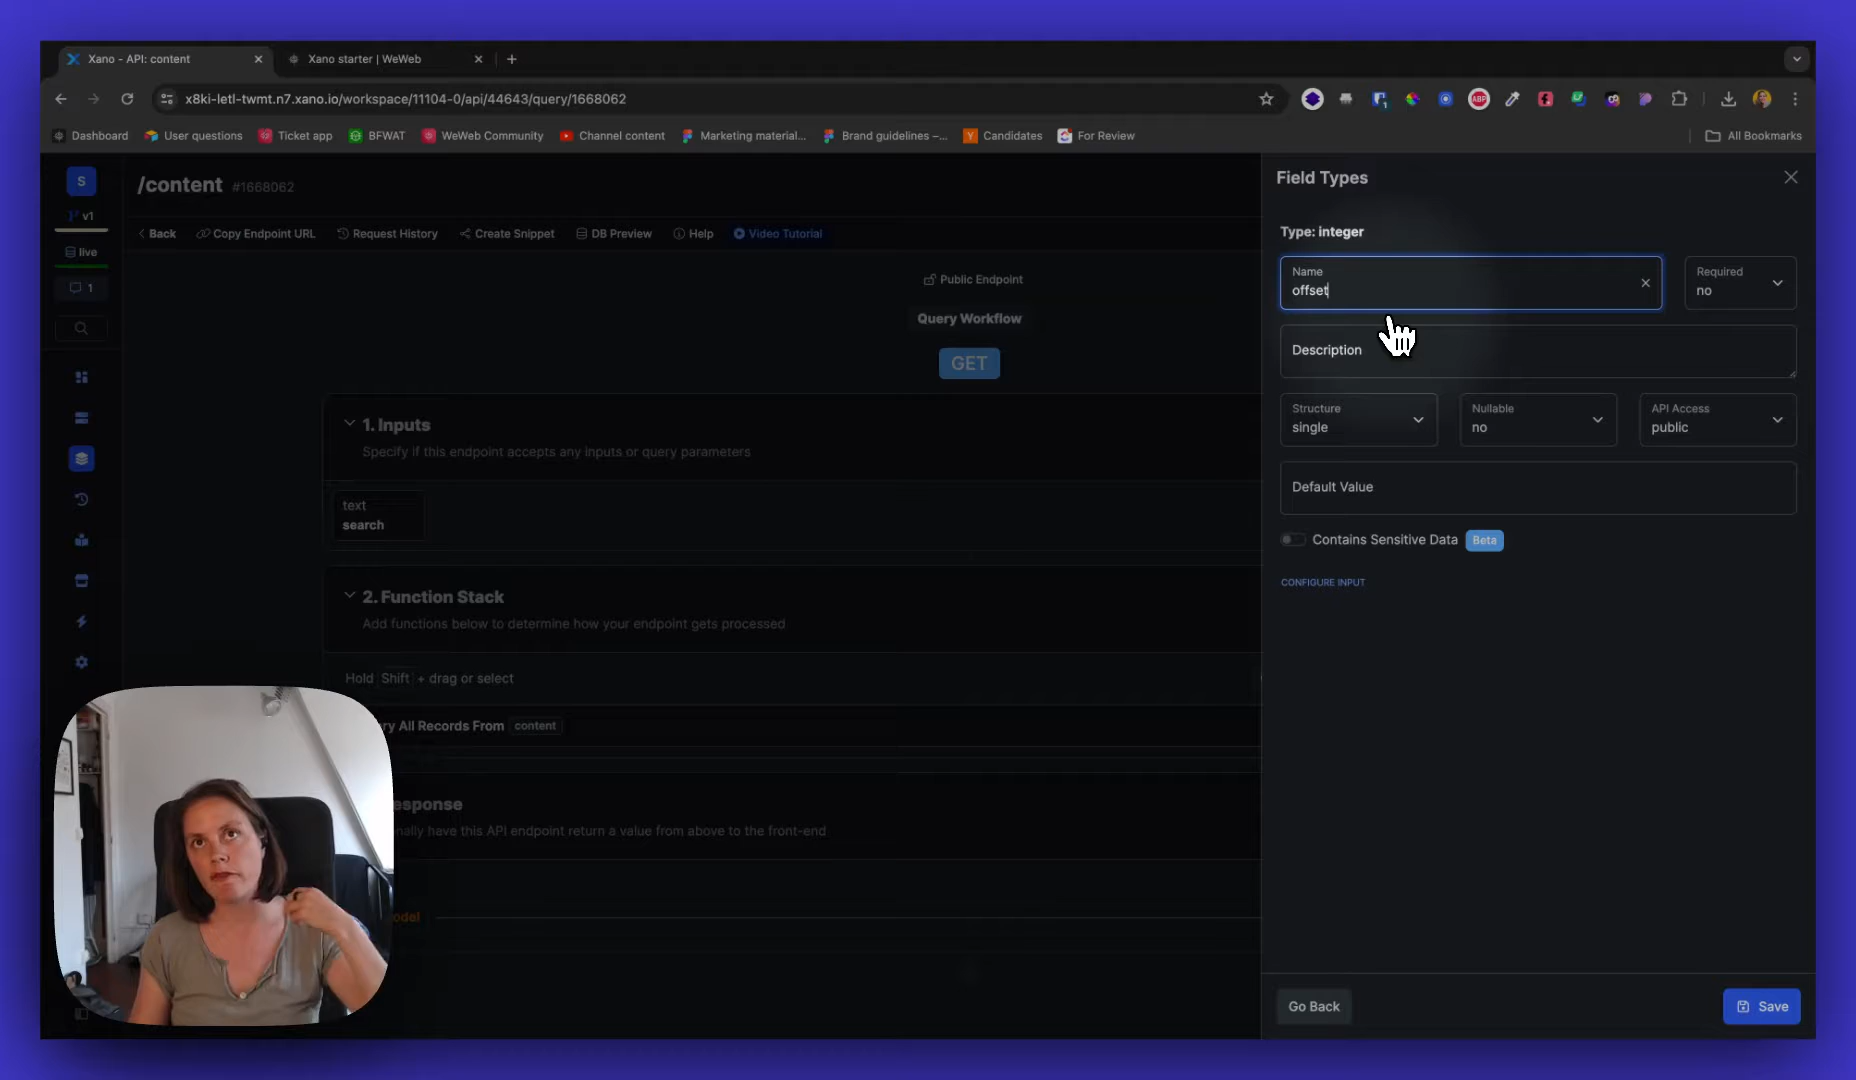 Xano - API: content
Xano starter | WeWeb
x8ki-letl-twmt.n7.xano.io/workspace/11104-0/api/44643/query/1668062
Dashboard
User questions
Ticket app
BFWAT
WeWeb Community
Channel content
Marketing material...
Brand guidelines –...
Candidates
For Review
All Bookmarks
S
v1
live
1
/content #1668062
Back
Copy Endpoint URL
Request History
Create Snippet
DB Preview
Help
Video Tutorial
Public Endpoint
Query Workflow
GET
1. Inputs
Specify if this endpoint accepts any inputs or query parameters
text
search
2. Function Stack
Add functions below to determine how your endpoint gets processed
Hold Shift + drag or select
ry All Records From content
esponse
onally have this API endpoint return a value from above to the front-end
odel
Field Types
Type: integer
Name
offset
Required
no
Description
Structure
single
Nullable
no
API Access
public
Default Value
Contains Sensitive Data Beta
CONFIGURE INPUT
Go Back
Save